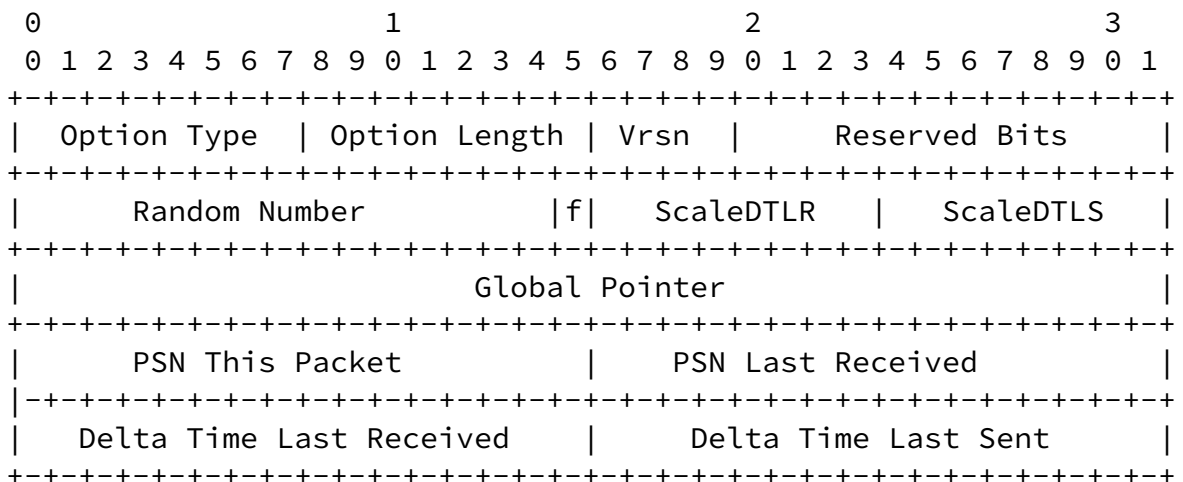 0                   1                   2                   3
 0 1 2 3 4 5 6 7 8 9 0 1 2 3 4 5 6 7 8 9 0 1 2 3 4 5 6 7 8 9 0 1
+-+-+-+-+-+-+-+-+-+-+-+-+-+-+-+-+-+-+-+-+-+-+-+-+-+-+-+-+-+-+-+-+
|  Option Type  | Option Length | Vrsn  |     Reserved Bits     |
+-+-+-+-+-+-+-+-+-+-+-+-+-+-+-+-+-+-+-+-+-+-+-+-+-+-+-+-+-+-+-+-+
|      Random Number          |f|   ScaleDTLR   |   ScaleDTLS   |
+-+-+-+-+-+-+-+-+-+-+-+-+-+-+-+-+-+-+-+-+-+-+-+-+-+-+-+-+-+-+-+-+
|                         Global Pointer                        |
+-+-+-+-+-+-+-+-+-+-+-+-+-+-+-+-+-+-+-+-+-+-+-+-+-+-+-+-+-+-+-+-+
|      PSN This Packet          |    PSN Last Received          |
|-+-+-+-+-+-+-+-+-+-+-+-+-+-+-+-+-+-+-+-+-+-+-+-+-+-+-+-+-+-+-+-+
|   Delta Time Last Received    |     Delta Time Last Sent      |
+-+-+-+-+-+-+-+-+-+-+-+-+-+-+-+-+-+-+-+-+-+-+-+-+-+-+-+-+-+-+-+-+